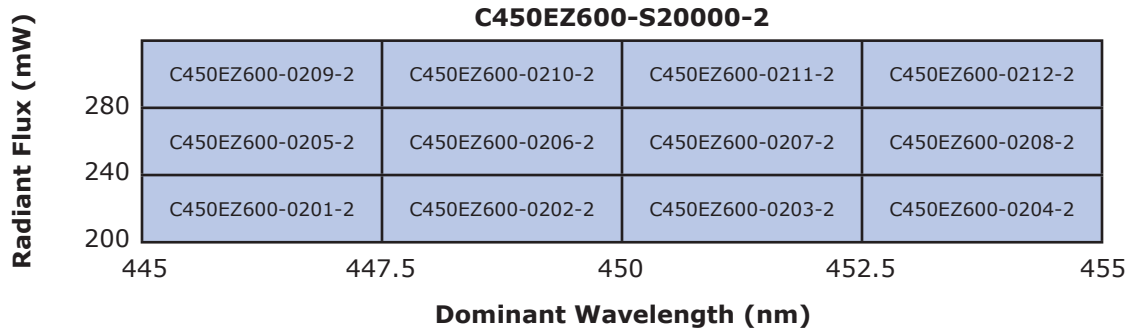 C450EZ600-S20000-2
Radiant Flux (mW)
C450EZ600-0209-2 C450EZ600-0210-2 C450EZ600-0211-2 C450EZ600-0212-2
280
C450EZ600-0205-2 C450EZ600-0206-2 C450EZ600-0207-2 C450EZ600-0208-2
240
C450EZ600-0201-2 C450EZ600-0202-2 C450EZ600-0203-2 C450EZ600-0204-2
200
445 447.5 450 452.5 455
Dominant Wavelength (nm)